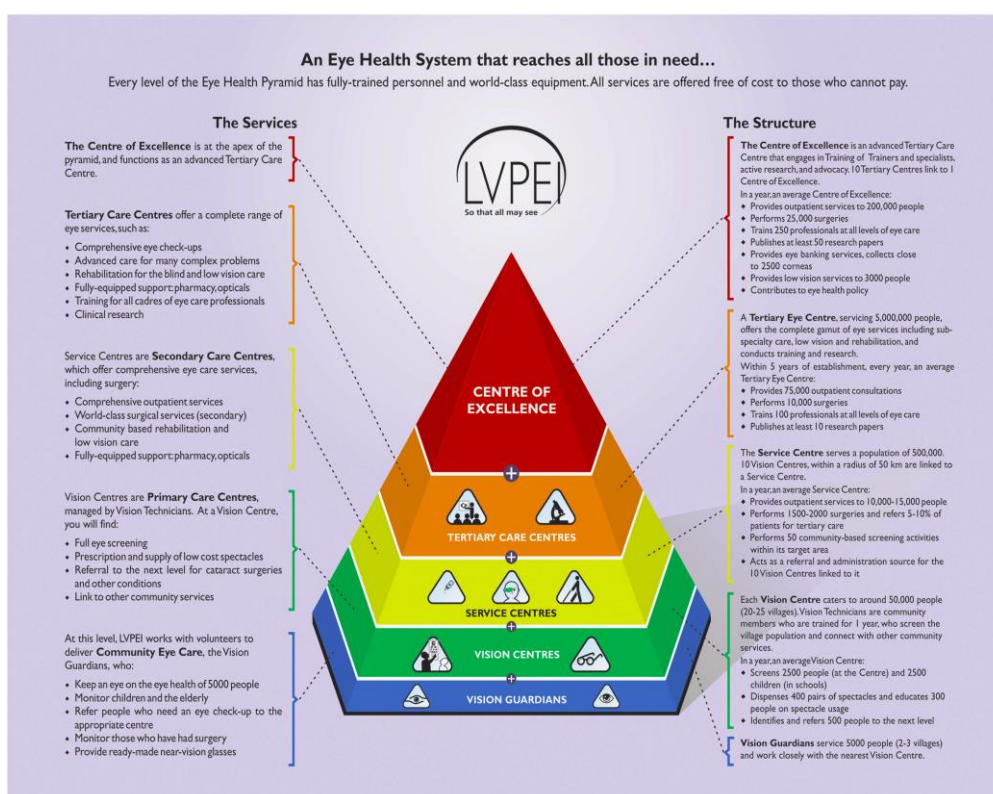 An Eye Health System that reaches all those in need…
Every level of the Eye Health Pyramid has fully-trained personnel and world-class equipment. All services are offered free of cost to those who cannot pay.
The Services
The Centre of Excellence is at the apex of the
pyramid, and functions as an advanced Tertiary Care
Centre.
Tertiary Care Centres offer a complete range of
eye services, such as:
• Comprehensive eye check-ups
• Advanced care for many complex problems
• Rehabilitation for the blind and low vision care
• Fully-equipped support: pharmacy, opticals
• Training for all cadres of eye care professionals
• Clinical research
Service Centres are Secondary Care Centres,
which offer comprehensive eye care services,
including surgery:
• Comprehensive outpatient services
• World-class surgical services (secondary)
• Community based rehabilitation and
low vision care
• Fully-equipped support: pharmacy, opticals
Vision Centres are Primary Care Centres,
managed by Vision Technicians. At a Vision Centre,
you will find:
• Full eye screening
• Prescription and supply of low cost spectacles
• Referral to the next level for cataract surgeries
and other conditions
• Link to other community services
At this level, LVPEI works with volunteers to
deliver Community Eye Care, the Vision
Guardians, who:
• Keep an eye on the eye health of 5000 people
• Monitor children and the elderly
• Refer people who need an eye check-up to the
appropriate centre
• Monitor those who have had surgery
• Provide ready-made near-vision glasses
LVPEI
So that all may see
CENTRE OF
EXCELLENCE
+
TERTIARY CARE CENTRES
+
SERVICE CENTRES
+
VISION CENTRES
+
VISION GUARDIANS
The Structure
The Centre of Excellence is an advanced Tertiary Care
Centre that engages in Training of Trainers and specialists,
active research, and advocacy. 10 Tertiary Centres link to 1
Centre of Excellence.
In a year, an average Centre of Excellence:
◆ Provides outpatient services to 200,000 people
◆ Performs 25,000 surgeries
◆ Trains 250 professionals at all levels of eye care
◆ Publishes at least 50 research papers
◆ Provides eye banking services, collects close
to 2500 corneas
◆ Provides low vision services to 3000 people
◆ Contributes to eye health policy
A Tertiary Eye Centre, servicing 5,000,000 people,
offers the complete gamut of eye services including sub-
specialty care, low vision and rehabilitation, and
conducts training and research.
Within 5 years of establishment, every year, an average
Tertiary Eye Centre:
◆ Provides 75,000 outpatient consultations
◆ Performs 10,000 surgeries
◆ Trains 100 professionals at all levels of eye care
◆ Publishes at least 10 research papers
The Service Centre serves a population of 500,000.
10 Vision Centres, within a radius of 50 km are linked to
a Service Centre.
In a year, an average Service Centre:
◆ Provides outpatient services to 10,000-15,000 people
◆ Performs 1500-2000 surgeries and refers 5-10% of
patients for tertiary care
◆ Performs 50 community-based screening activities
within its target area
◆ Acts as a referral and administration source for the
10 Vision Centres linked to it
Each Vision Centre caters to around 50,000 people
(20-25 villages). Vision Technicians are community
members who are trained for 1 year, who screen the
village population and connect with other community
services.
In a year, an average Vision Centre:
◆ Screens 2500 people (at the Centre) and 2500
children (in schools)
◆ Dispenses 400 pairs of spectacles and educates 300
people on spectacle usage
◆ Identifies and refers 500 people to the next level
Vision Guardians service 5000 people (2-3 villages)
and work closely with the nearest Vision Centre.